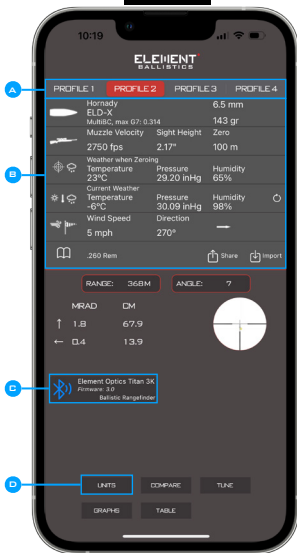 10:19
ELEMENT
BALLISTICS
A
PROFILE 1 PROFILE 2 PROFILE 3 PROFILE 4
Hornady 6.5 mm
ELD-X
MultiBC, max G7: 0.314 143 gr
Muzzle Velocity Sight Height Zero
2750 fps 2.17" 100 m
B
Weather when Zeroing
Temperature Pressure Humidity
23°C 29.20 inHg 65%
Current Weather
Temperature Pressure Humidity
-6°C 30.09 inHg 98%
Wind Speed Direction
5 mph 270°
.260 Rem Share Import
RANGE: 368M ANGLE: 7
MRAD CM
↑ 1.8 67.9
← 0.4 13.9
C
Element Optics Titan 3K
Firmware: 3.0
Ballistic Rangefinder
D
UNITS COMPARE TUNE
GRAPHS TABLE